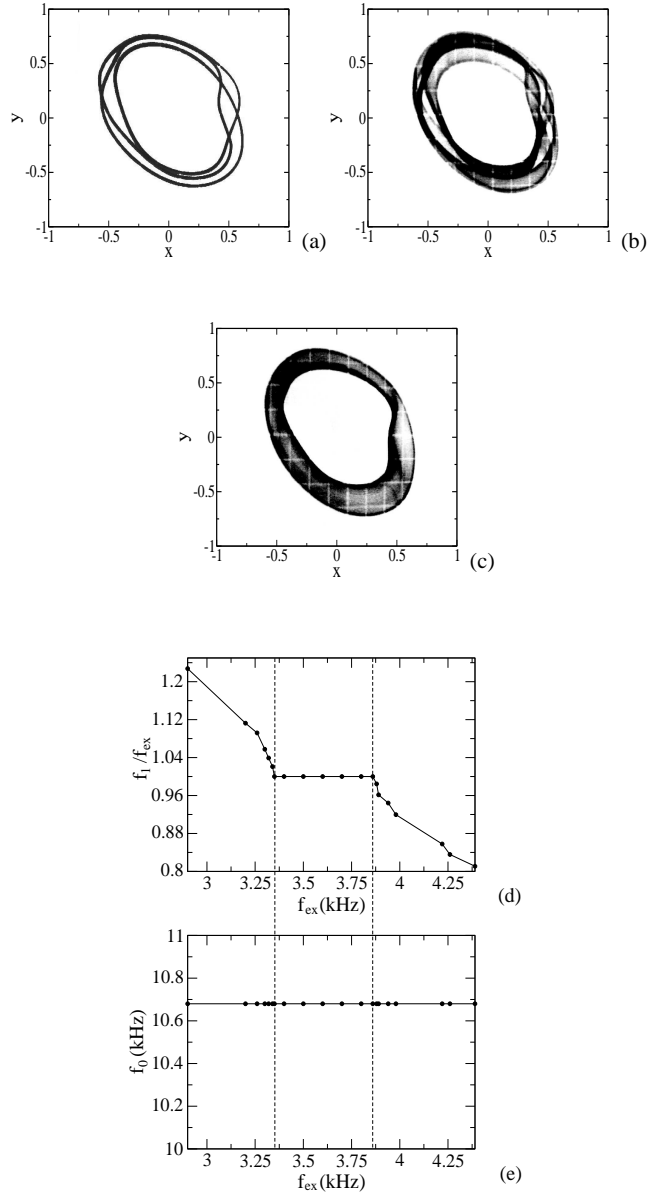 1
0.5
y
0
-0.5
-1
-1 -0.5 0 0.5 1
x
(a)
1
0.5
y
0
-0.5
-1
-1 -0.5 0 0.5 1
x
(b)
1
0.5
y
0
-0.5
-1
-1 -0.5 0 0.5 1
x
(c)
1.2
1.12
1.04
0.96
0.88
0.8
f1/fex
3 3.25 3.5 3.75 4 4.25
fex(kHz)
(d)
11
10.8
10.6
10.4
10.2
10
f0(kHz)
3 3.25 3.5 3.75 4 4.25
fex(kHz)
(e)